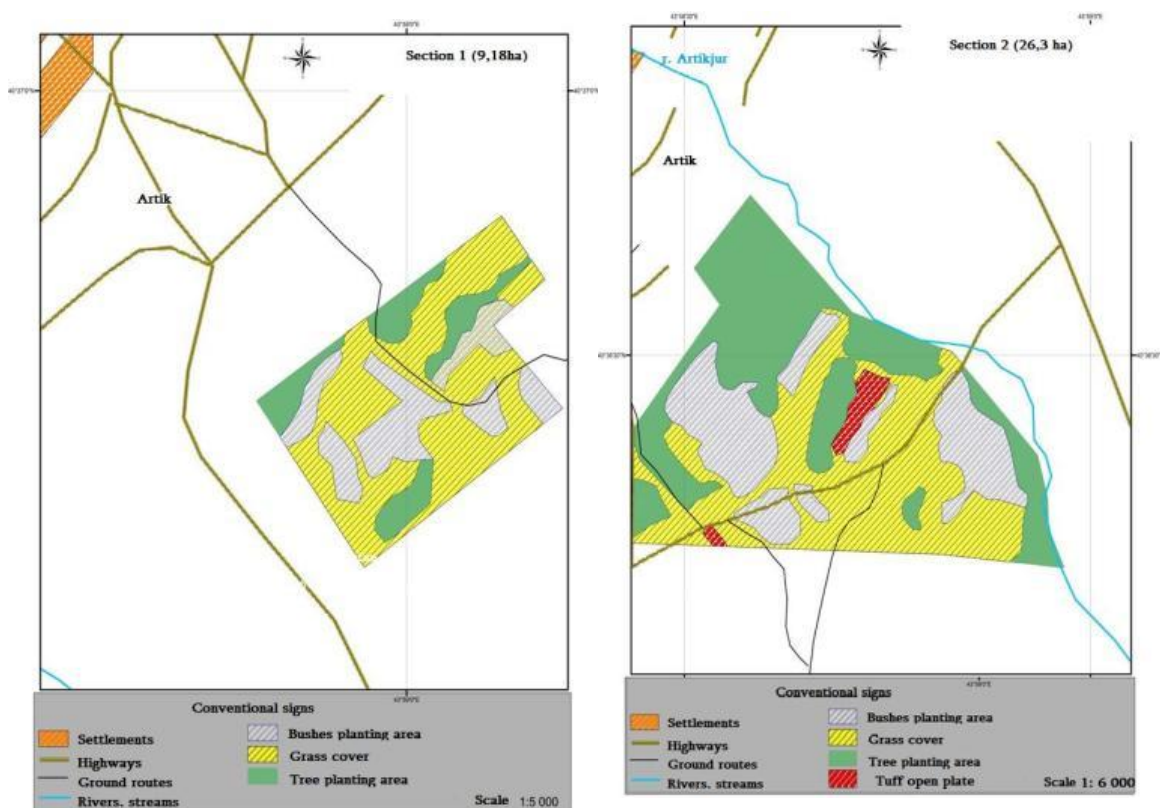 Section 1 (9,18ha)
Artik
Conventional signs
Settlements
Highways
Ground routes
Rivers. streams
Bushes planting area
Grass cover
Tree planting area
Scale 1:5 000
Section 2 (26,3 ha)
r. Artikjur
Artik
Conventional signs
Settlements
Highways
Ground routes
Rivers. streams
Bushes planting area
Grass cover
Tree planting area
Tuff open plate
Scale 1: 6 000